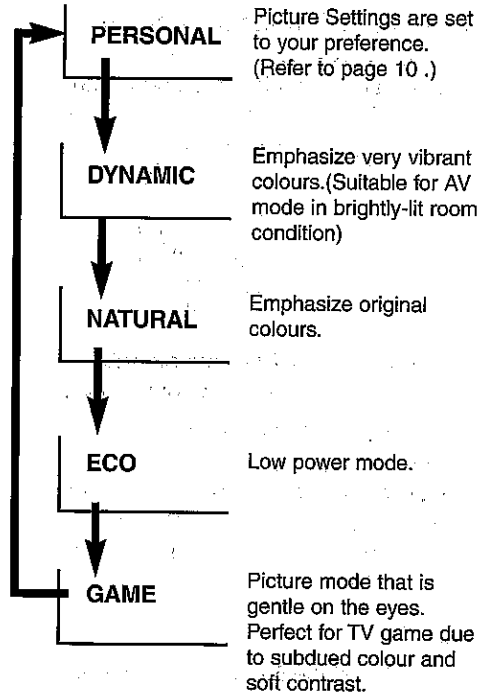 PERSONAL
Picture Settings are set
to your preference.
(Refer to page 10 .)
DYNAMIC
Emphasize very vibrant
colours.(Suitable for AV
mode in brightly-lit room
condition)
NATURAL
Emphasize original
colours.
ECO
Low power mode.
GAME
Picture mode that is
gentle on the eyes.
Perfect for TV game due
to subdued colour and
soft contrast.